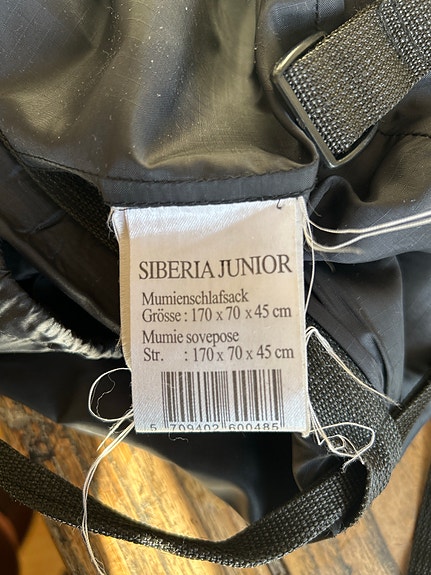 SIBERIA JUNIOR
Mumienschlafsack
Grösse : 170 x 70 x 45 cm
Mumie sovepose
Str. : 170 x 70 x 45 cm
5 709402 600485